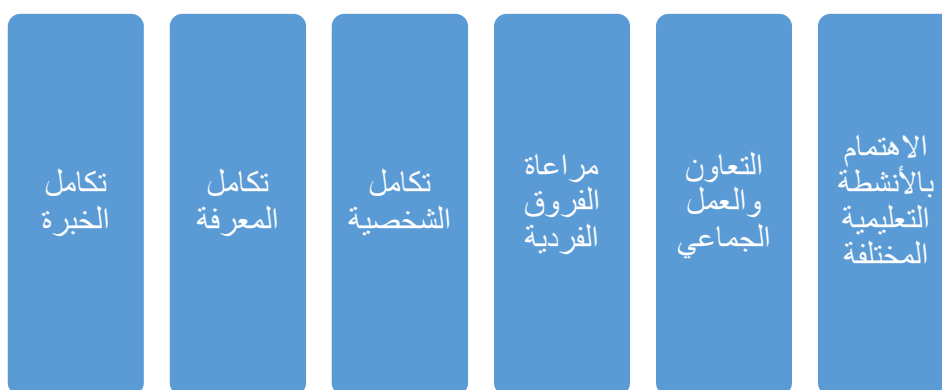 الاهتمام
بالأنشطة
التعليمية
المختلفة
التعاون
والعمل
الجماعي
مراعاة
الفروق
الفردية
تكامل
الشخصية
تكامل
المعرفة
تكامل
الخبرة